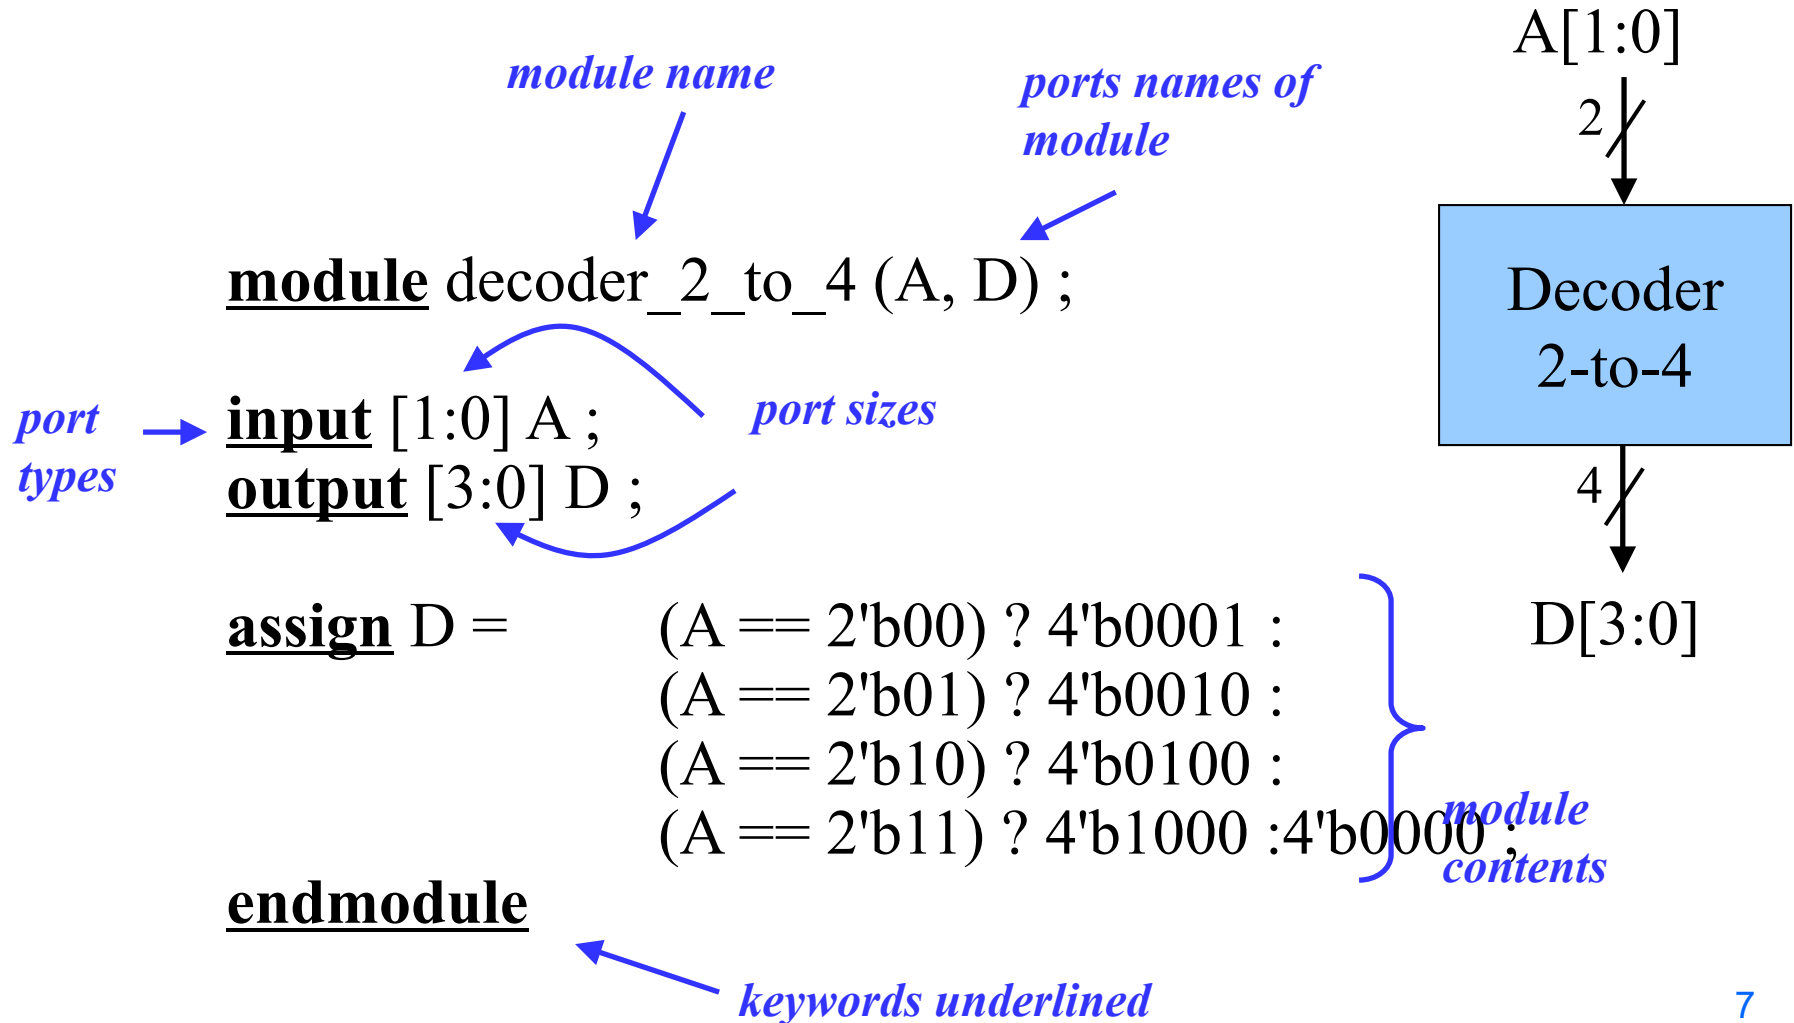 module name
ports names of
module
module decoder_2_to_4 (A, D) ;
port
types
input [1:0] A ;
output [3:0] D ;
port sizes
assign D = (A == 2'b00) ? 4'b0001 :
(A == 2'b01) ? 4'b0010 :
(A == 2'b10) ? 4'b0100 :
(A == 2'b11) ? 4'b1000 :4'b0000 ;
module
contents
endmodule
keywords underlined
A[1:0]
2
Decoder
2-to-4
4
D[3:0]
7